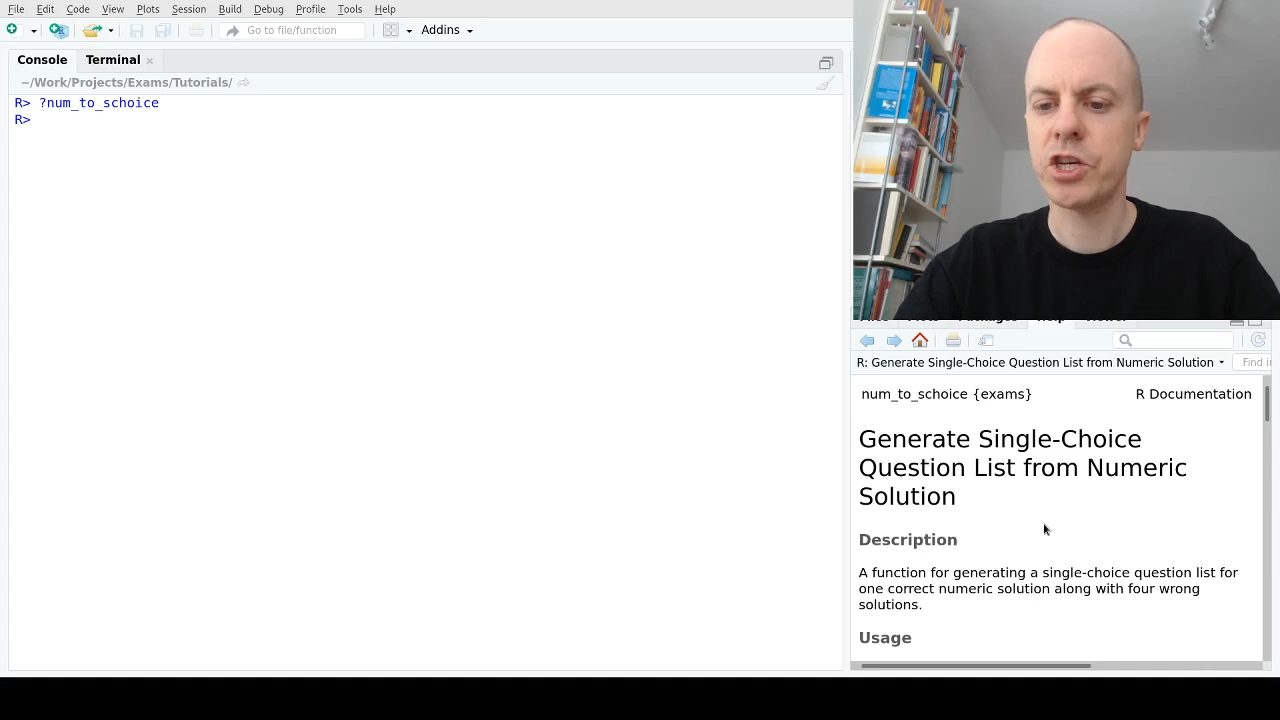 File Edit Code View Plots Session Build Debug Profile Tools Help
Go to file/function
Addins
Console Terminal
~/Work/Projects/Exams/Tutorials/
R> ?num_to_schoice
R>
Help
R: Generate Single-Choice Question List from Numeric Solution
Find in
num_to_schoice {exams} R Documentation
Generate Single-Choice
Question List from Numeric
Solution
Description
A function for generating a single-choice question list for
one correct numeric solution along with four wrong
solutions.
Usage